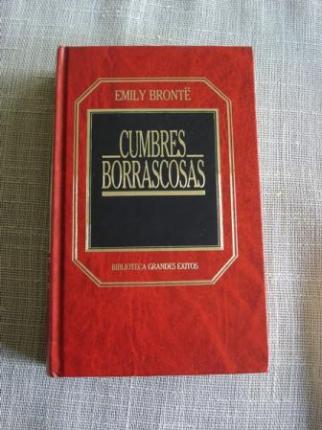 EMILY BRONTË
CUMBRES
BORRASCOSAS
BIBLIOTECA GRANDES EXITOS